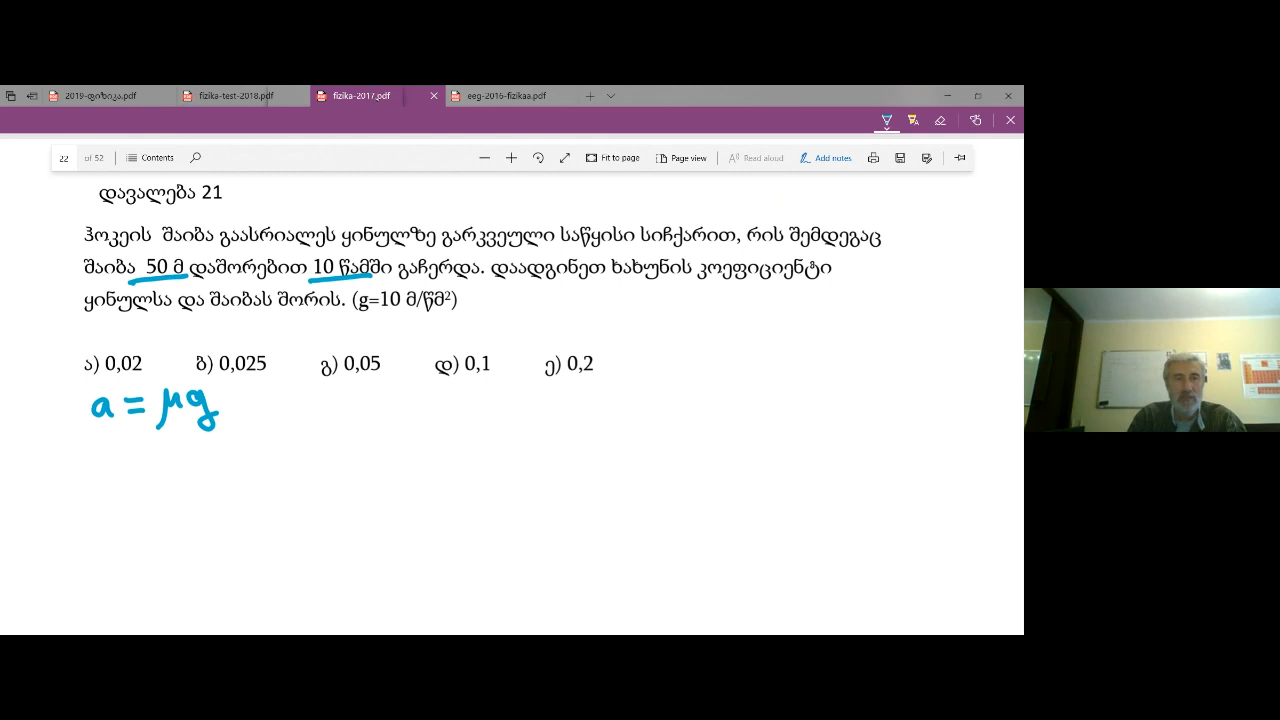 2019-ფიზიკა.pdf fizika-test-2018.pdf fizika-2017.pdf eeg-2016-fizikaa.pdf
22 of 52 Contents Fit to page Page view Read aloud Add notes
დავალება 21
ჰოკეის შაიბა გაასრიალეს ყინულზე გარკვეული საწყისი სიჩქარით, რის შემდეგაც
შაიბა 50 მ დაშორებით 10 წამში გაჩერდა. დაადგინეთ ხახუნის კოეფიციენტი
ყინულსა და შაიბას შორის. (g=10 მ/წმ²)
ა) 0,02 ბ) 0,025 გ) 0,05 დ) 0,1 ე) 0,2
a = μg